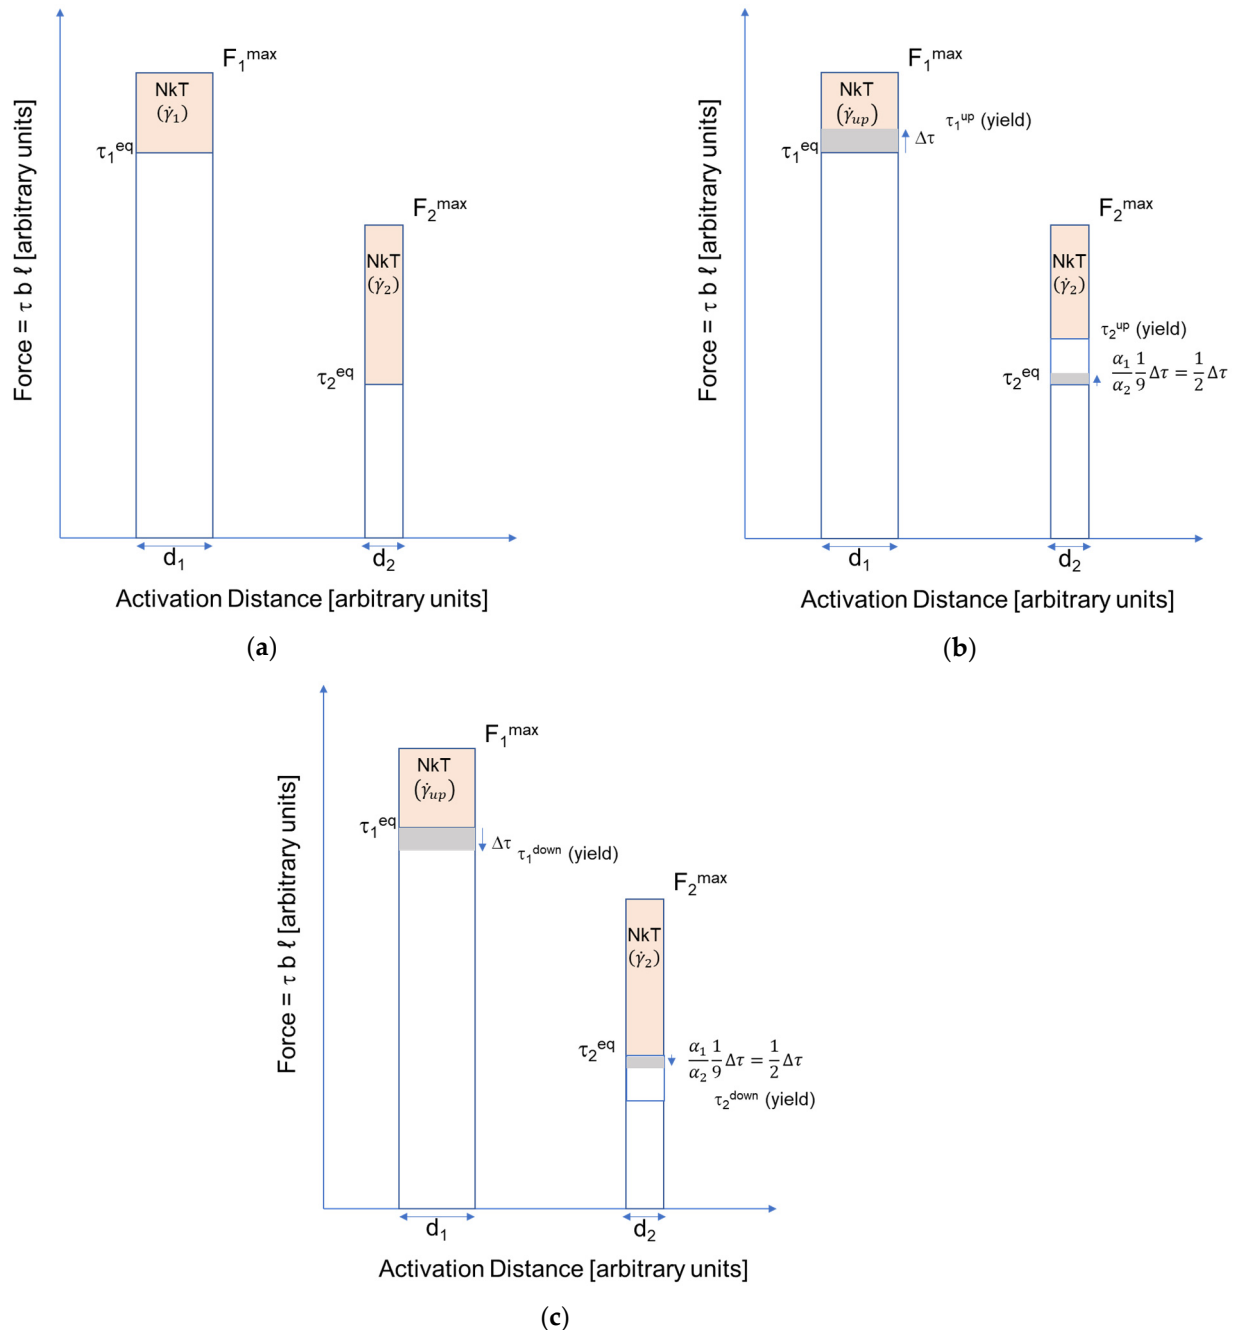 F₁ᵐᵃˣ
NkT
(γ̇₁)
τ₁ᵉq
F₂ᵐᵃˣ
NkT
(γ̇₂)
τ₂ᵉq
Force = τ b ℓ [arbitrary units]
d₁
d₂
Activation Distance [arbitrary units]
(a)
F₁ᵐᵃˣ
NkT
(γ̇ᵤₚ)
τ₁ᵘᵖ (yield)
Δτ
τ₁ᵉq
F₂ᵐᵃˣ
NkT
(γ̇₂)
τ₂ᵘᵖ (yield)
τ₂ᵉq
α₁/α₂ 1/9 Δτ = 1/2 Δτ
Force = τ b ℓ [arbitrary units]
d₁
d₂
Activation Distance [arbitrary units]
(b)
F₁ᵐᵃˣ
NkT
(γ̇ᵤₚ)
τ₁ᵉq
Δτ
τ₁ᵈᵒʷⁿ (yield)
F₂ᵐᵃˣ
NkT
(γ̇₂)
τ₂ᵉq
α₁/α₂ 1/9 Δτ = 1/2 Δτ
τ₂ᵈᵒʷⁿ (yield)
Force = τ b ℓ [arbitrary units]
d₁
d₂
Activation Distance [arbitrary units]
(c)